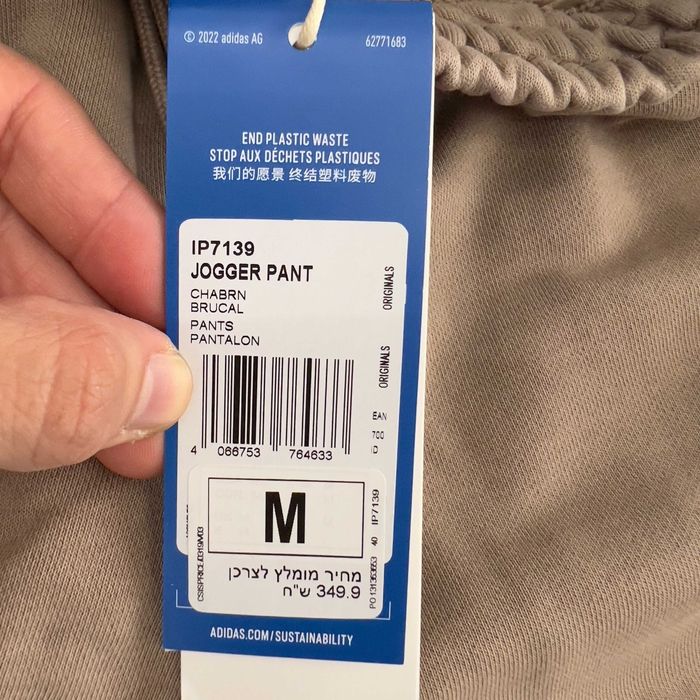 © 2022 adidas AG
62771683
END PLASTIC WASTE
STOP AUX DÉCHETS PLASTIQUES
我们的愿景 终结塑料废物
IP7139
JOGGER PANT
CHABRN
BRUCAL
PANTS
PANTALON
ORIGINALS
ORIGINALS
EAN
700
D
4 066753 764633
M
מחיר מומלץ לצרכן
349.9 ש"ח
IP7139
40
ADIDAS.COM/SUSTAINABILITY